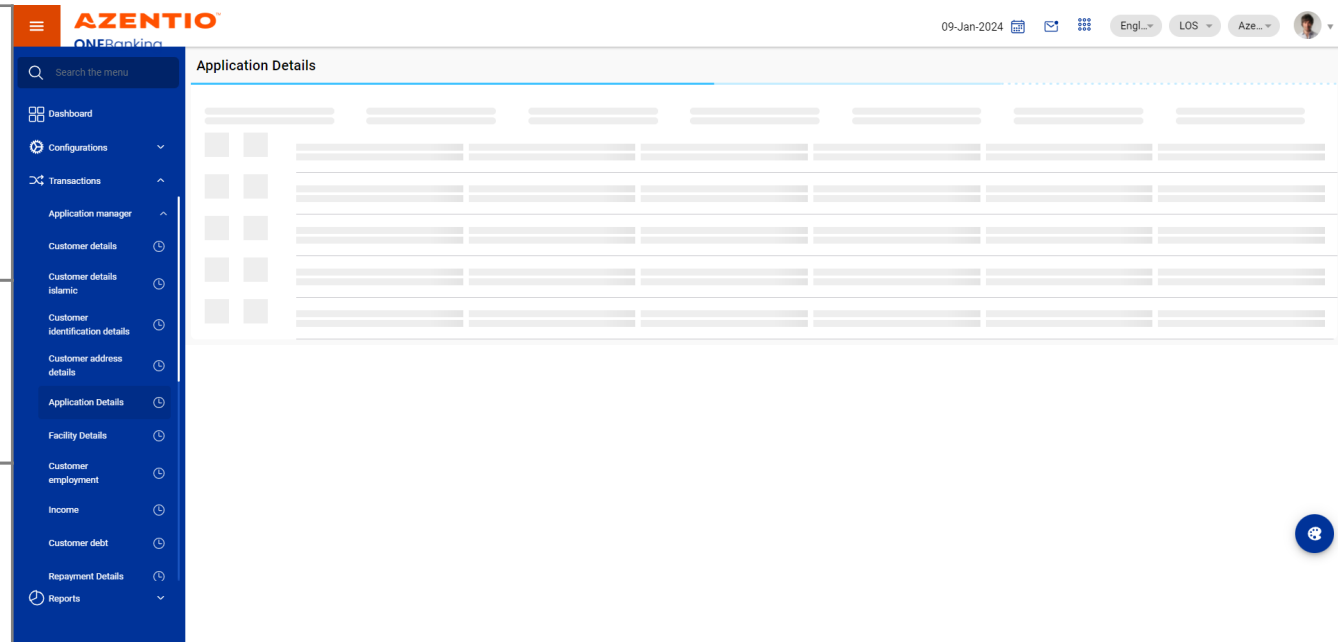 AZENTIO
ONEBanking
09-Jan-2024
Engl...
LOS
Aze...
Search the menu
Application Details
Dashboard
Configurations
Transactions
Application manager
Customer details
Customer details
islamic
Customer
identification details
Customer address
details
Application Details
Facility Details
Customer
employment
Income
Customer debt
Repayment Details
Reports